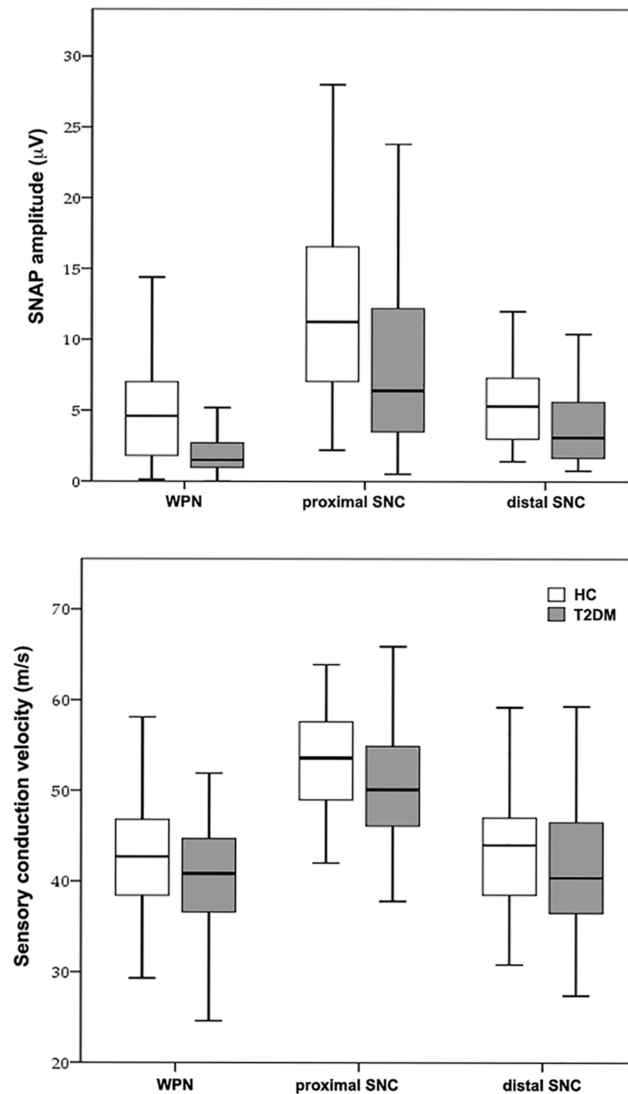 SNAP amplitude (μV)
30
25
20
15
10
5
0
WPN
proximal SNC
distal SNC
Sensory conduction velocity (m/s)
70
60
50
40
30
20
HC
T2DM
WPN
proximal SNC
distal SNC